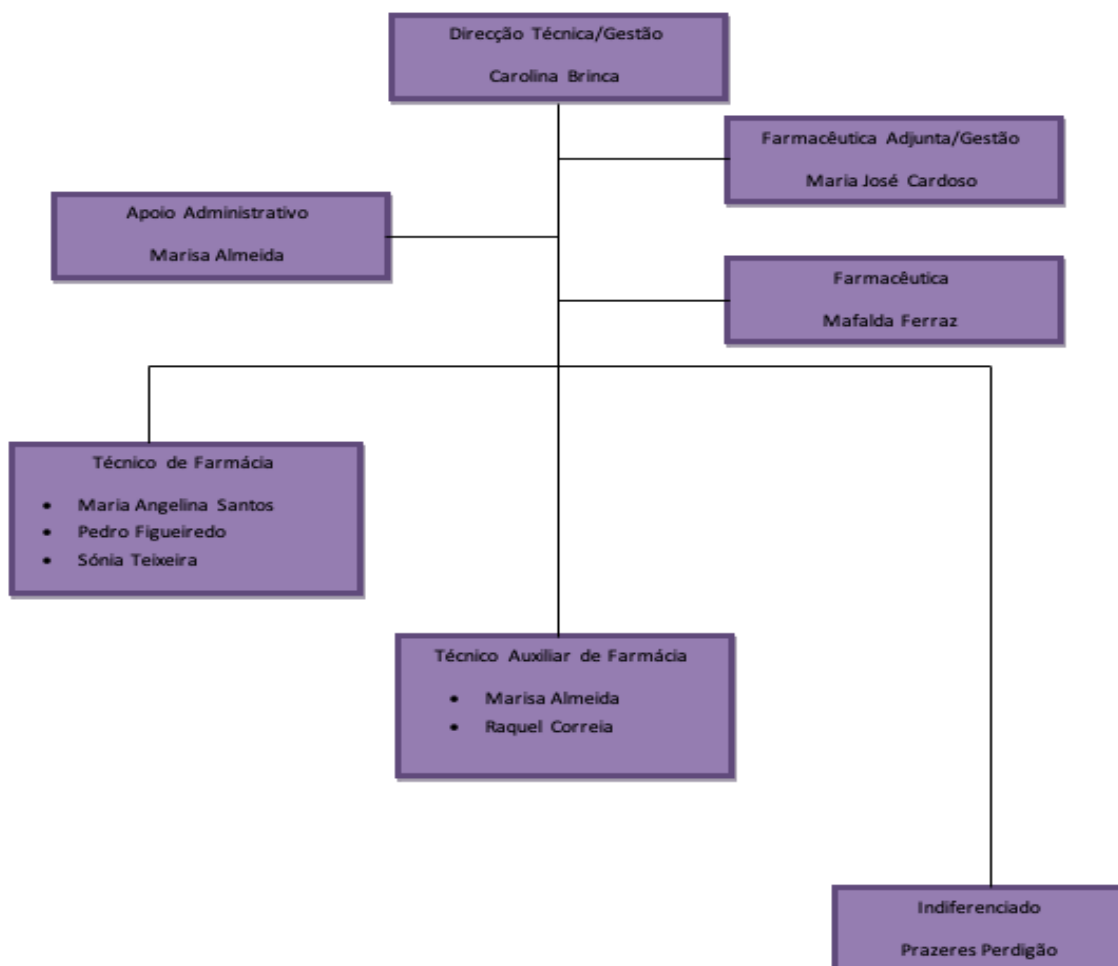 Direcção Técnica/Gestão
Carolina Brinca
Farmacêutica Adjunta/Gestão
Maria José Cardoso
Apoio Administrativo
Marisa Almeida
Farmacêutica
Mafalda Ferraz
Técnico de Farmácia
• Maria Angelina Santos
• Pedro Figueiredo
• Sónia Teixeira
Técnico Auxiliar de Farmácia
• Marisa Almeida
• Raquel Correia
Indiferenciado
Prazeres Perdigão